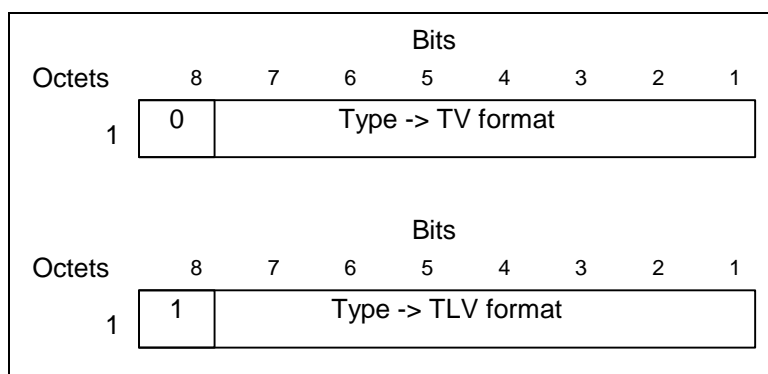 Bits
Octets 8 7 6 5 4 3 2 1
1 0 Type -> TV format
Bits
Octets 8 7 6 5 4 3 2 1
1 1 Type -> TLV format